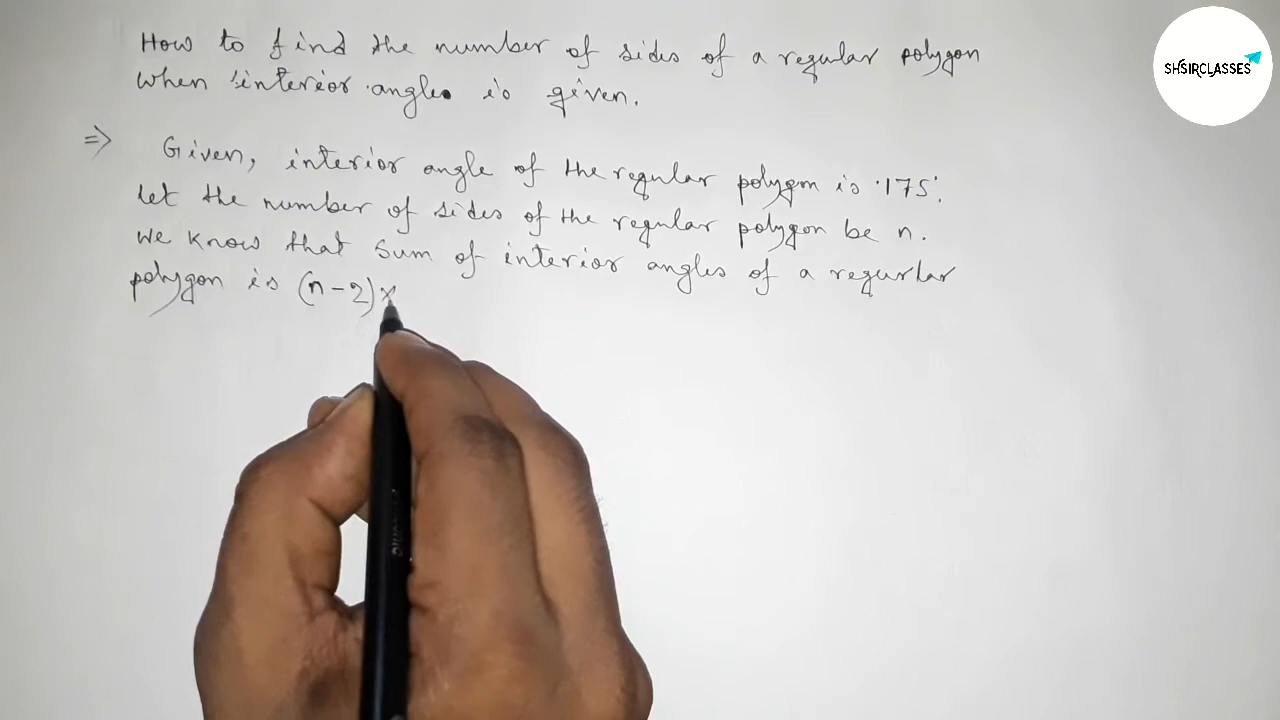 How to find the number of sides of a regular polygon
when interior angle is given.
⇒ Given, interior angle of the regular polygon is 175°.
let the number of sides of the regular polygon be n.
we know that sum of interior angles of a regurlar
polygon is (n-2)×
SHSIRCLASSES